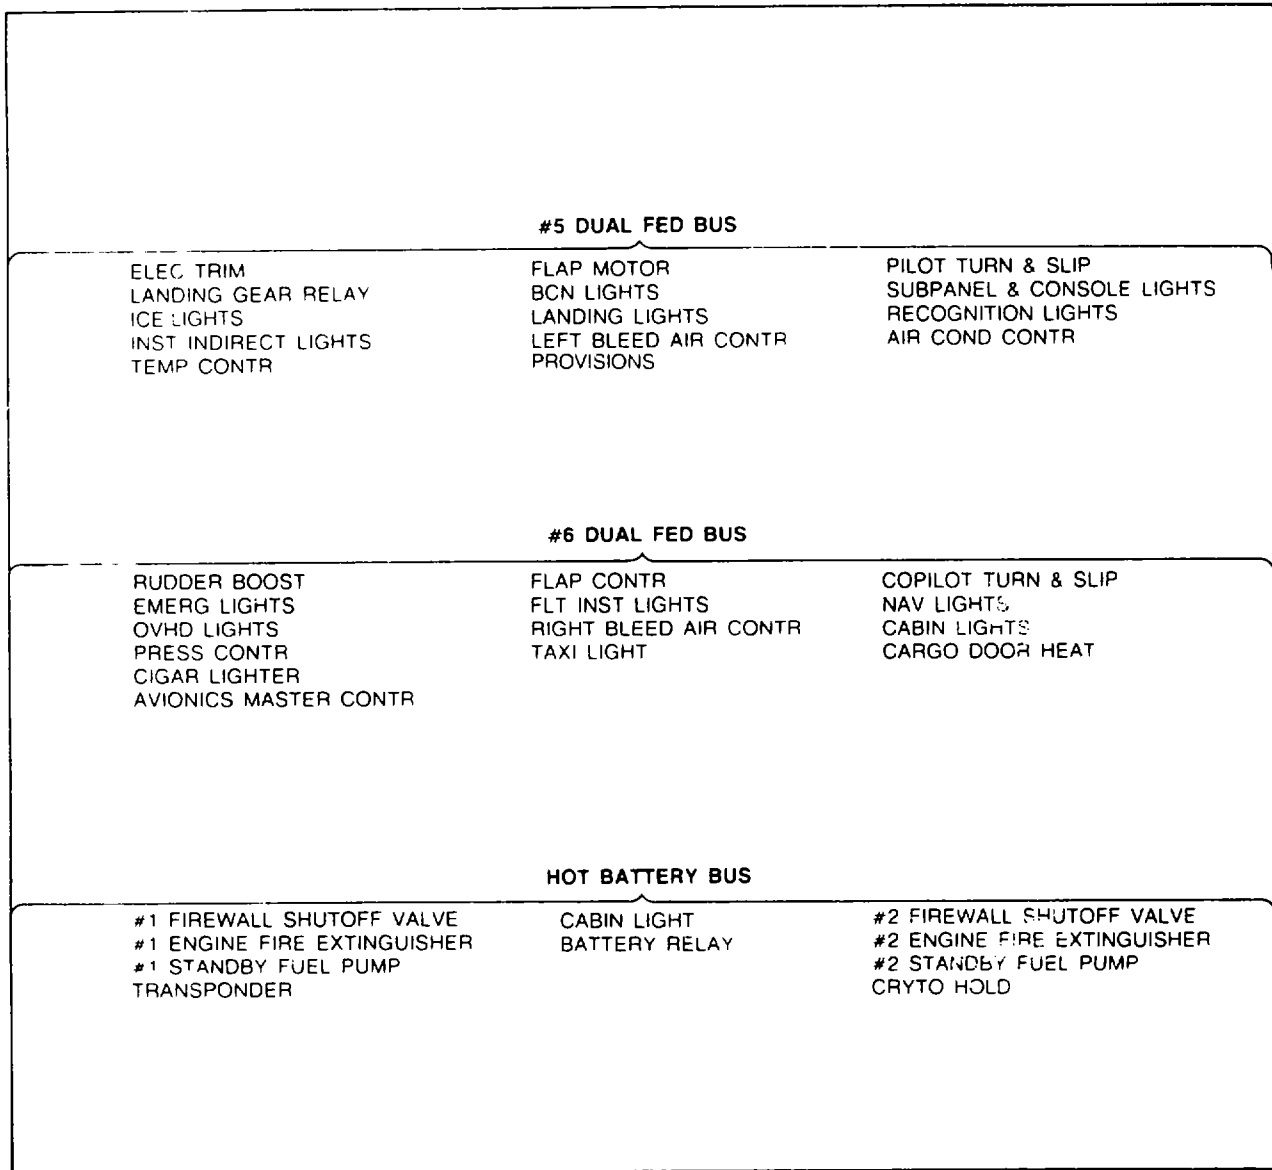 #5 DUAL FED BUS
ELEC TRIM
LANDING GEAR RELAY
ICE LIGHTS
INST INDIRECT LIGHTS
TEMP CONTR
FLAP MOTOR
BCN LIGHTS
LANDING LIGHTS
LEFT BLEED AIR CONTR
PROVISIONS
PILOT TURN & SLIP
SUBPANEL & CONSOLE LIGHTS
RECOGNITION LIGHTS
AIR COND CONTR
#6 DUAL FED BUS
RUDDER BOOST
EMERG LIGHTS
OVHD LIGHTS
PRESS CONTR
CIGAR LIGHTER
AVIONICS MASTER CONTR
FLAP CONTR
FLT INST LIGHTS
RIGHT BLEED AIR CONTR
TAXI LIGHT
COPILOT TURN & SLIP
NAV LIGHTS
CABIN LIGHTS
CARGO DOOR HEAT
HOT BATTERY BUS
#1 FIREWALL SHUTOFF VALVE
#1 ENGINE FIRE EXTINGUISHER
#1 STANDBY FUEL PUMP
TRANSPONDER
CABIN LIGHT
BATTERY RELAY
#2 FIREWALL SHUTOFF VALVE
#2 ENGINE FIRE EXTINGUISHER
#2 STANDBY FUEL PUMP
CRYTO HOLD